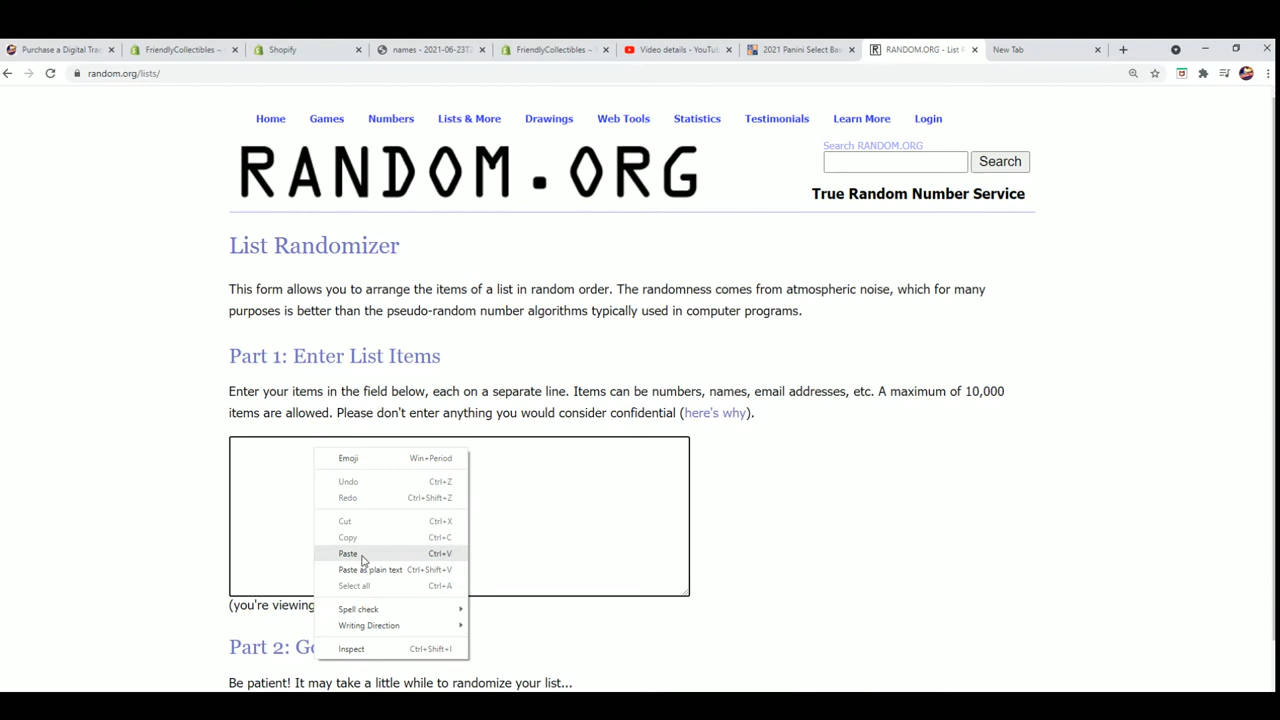 Purchase a Digital Tra
FriendlyCollectibles ~
Shopify
names - 2021-06-23T2
FriendlyCollectibles ~ 
Video details - YouTu
2021 Panini Select Bas
RANDOM.ORG - List R
New Tab
random.org/lists/
Home
Games
Numbers
Lists & More
Drawings
Web Tools
Statistics
Testimonials
Learn More
Login
RANDOM.ORG
Search RANDOM.ORG
Search
True Random Number Service
List Randomizer
This form allows you to arrange the items of a list in random order. The randomness comes from atmospheric noise, which for many
purposes is better than the pseudo-random number algorithms typically used in computer programs.
Part 1: Enter List Items
Enter your items in the field below, each on a separate line. Items can be numbers, names, email addresses, etc. A maximum of 10,000
items are allowed. Please don't enter anything you would consider confidential (here's why).
Emoji Win+Period
Undo Ctrl+Z
Redo Ctrl+Shift+Z
Cut Ctrl+X
Copy Ctrl+C
Paste Ctrl+V
Paste as plain text Ctrl+Shift+V
Select all Ctrl+A
(you're viewing
Spell check
Writing Direction
Part 2: Go
Inspect Ctrl+Shift+I
Be patient! It may take a little while to randomize your list...